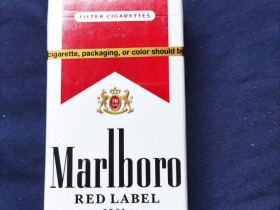 FILTER CIGARETTES
cigarette, packaging, or color should b
PM
Marlboro
RED LABEL